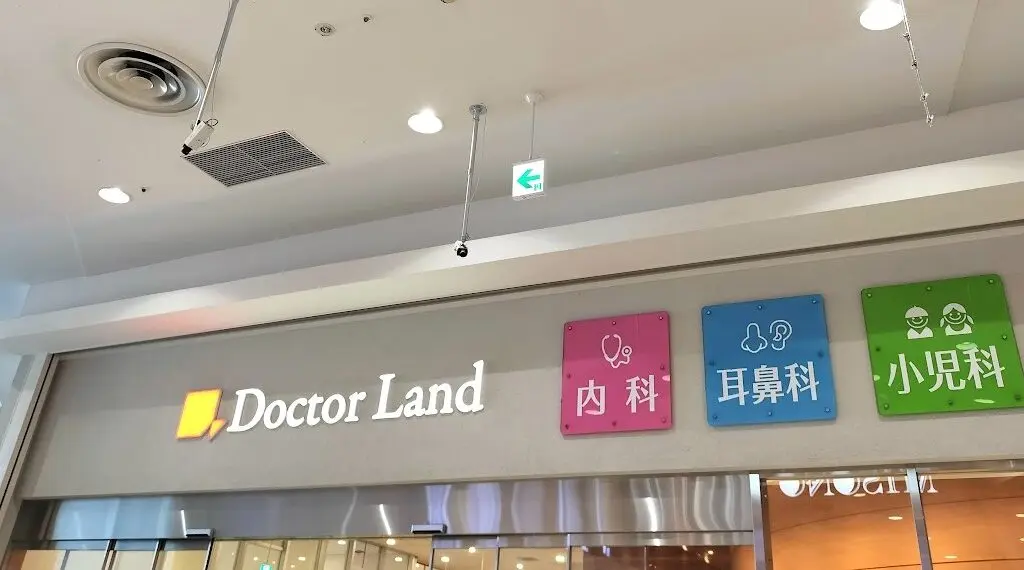 Doctor Land
内科
耳鼻科
小児科